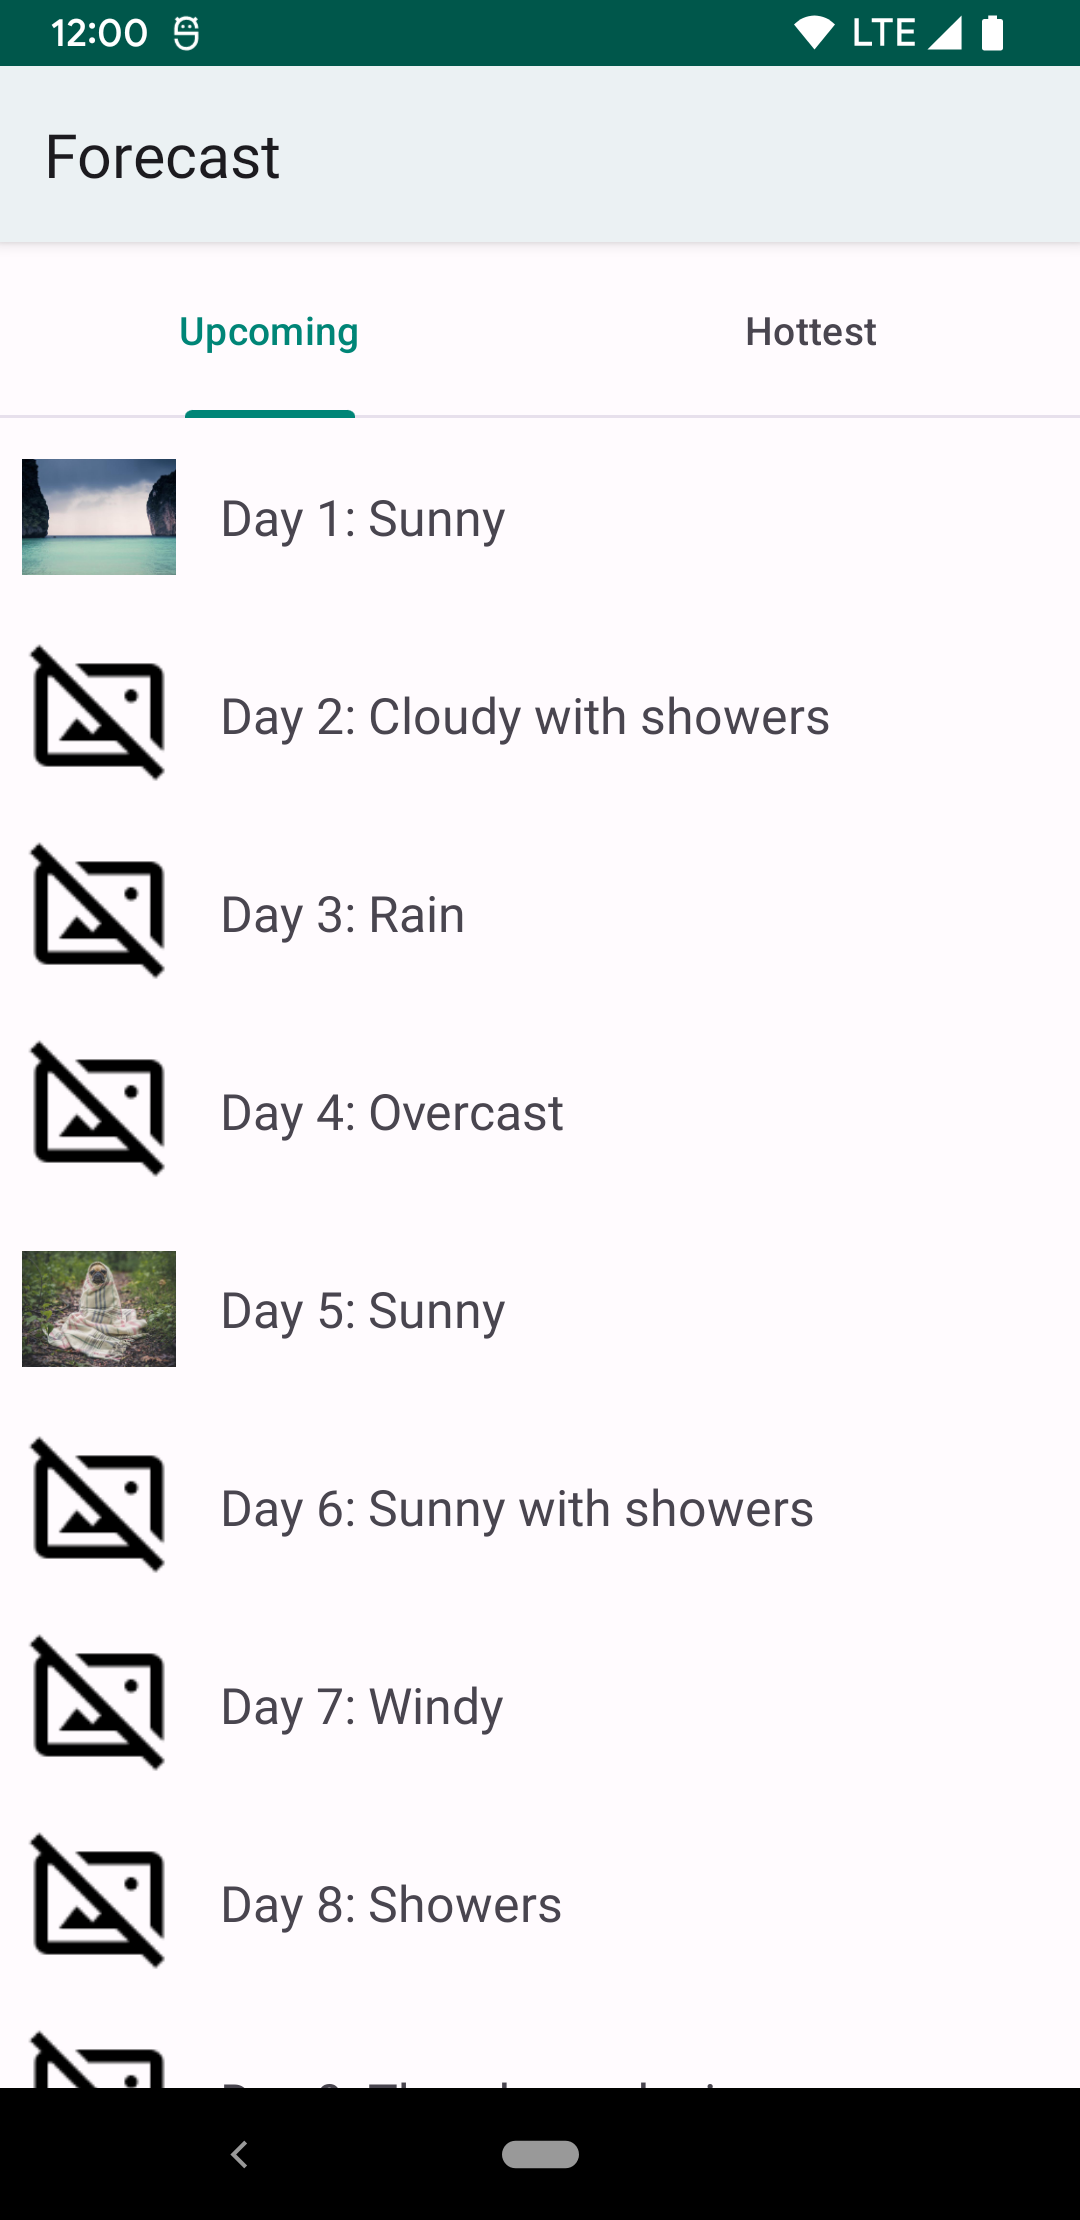 12:00 LTE
Forecast
Upcoming Hottest
Day 1: Sunny
Day 2: Cloudy with showers
Day 3: Rain
Day 4: Overcast
Day 5: Sunny
Day 6: Sunny with showers
Day 7: Windy
Day 8: Showers